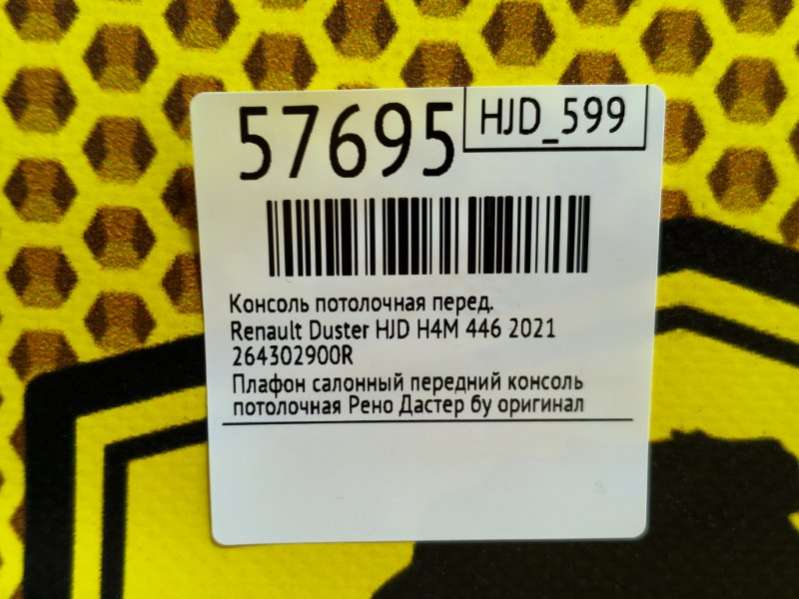 57695
HJD_599
Консоль потолочная перед.
Renault Duster HJD H4M 446 2021
264302900R
Плафон салонный передний консоль
потолочная Рено Дастер бу оригинал